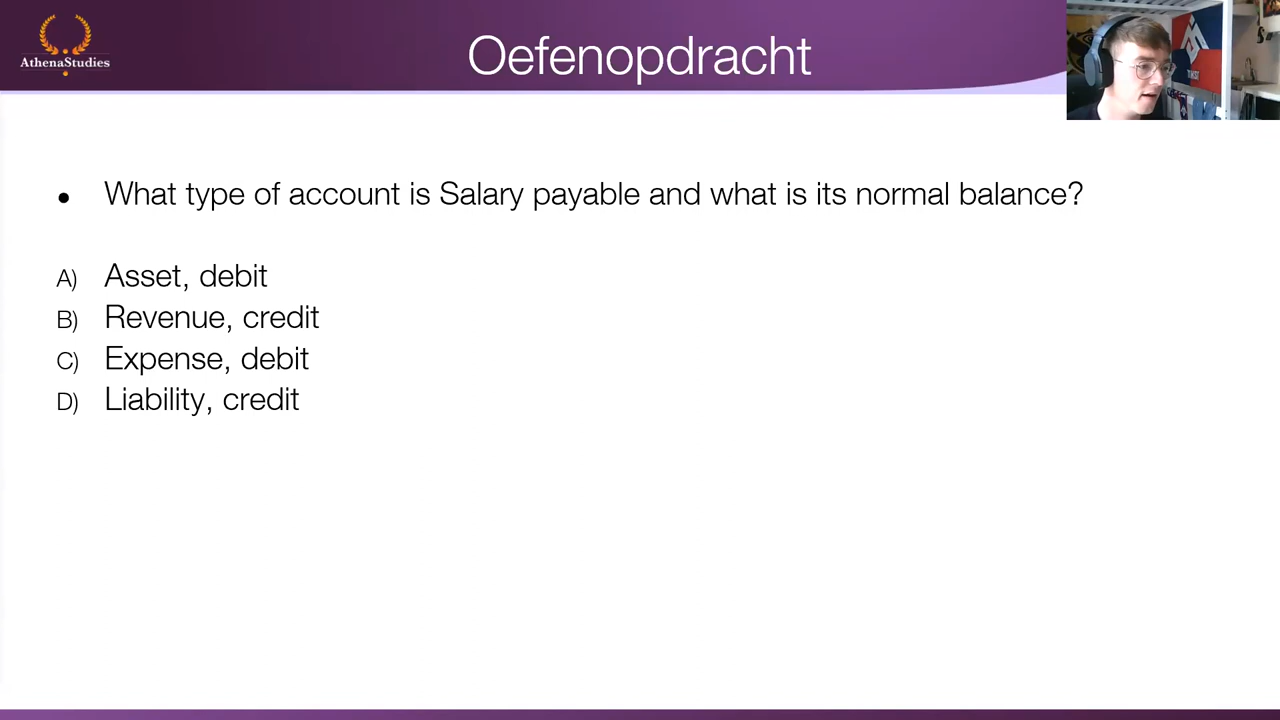 AthenaStudies
Oefenopdracht
• What type of account is Salary payable and what is its normal balance?
A) Asset, debit
B) Revenue, credit
C) Expense, debit
D) Liability, credit